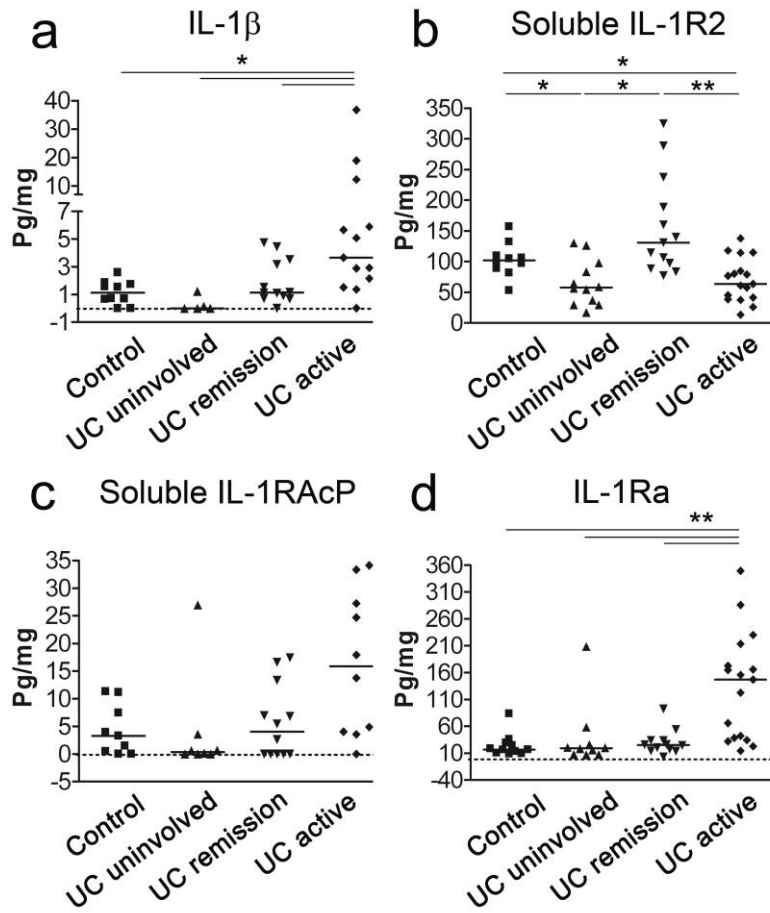 a IL-1β
*
Pg/mg
40
30
20
10
7
5
3
1
-1
Control
UC uninvolved
UC remission
UC active
b Soluble IL-1R2
*
* * **
Pg/mg
350
300
250
200
150
100
50
0
Control
UC uninvolved
UC remission
UC active
c Soluble IL-1RAcP
Pg/mg
35
30
25
20
15
10
5
0
-5
Control
UC uninvolved
UC remission
UC active
d IL-1Ra
**
Pg/mg
360
310
260
210
160
110
60
10
-40
Control
UC uninvolved
UC remission
UC active